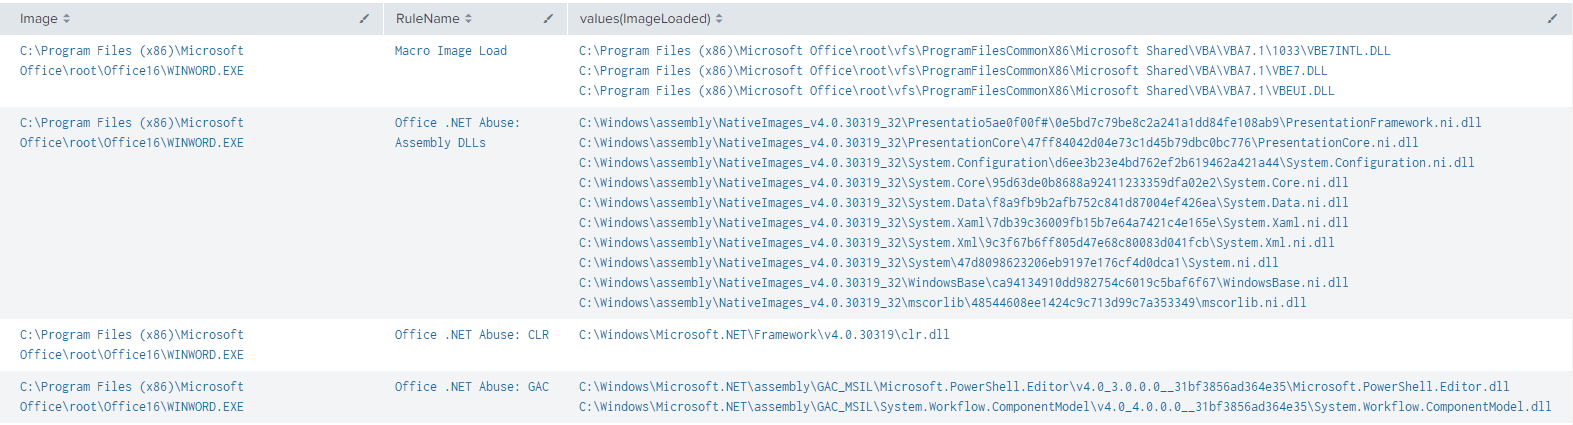 Image RuleName values(ImageLoaded)
C:\Program Files (x86)\Microsoft Macro Image Load C:\Program Files (x86)\Microsoft Office\root\vfs\ProgramFilesCommonX86\Microsoft Shared\VBA\VBA7.1\1033\VBE7INTL.DLL
Office\root\Office16\WINWORD.EXE C:\Program Files (x86)\Microsoft Office\root\vfs\ProgramFilesCommonX86\Microsoft Shared\VBA\VBA7.1\VBE7.DLL
C:\Program Files (x86)\Microsoft Office\root\vfs\ProgramFilesCommonX86\Microsoft Shared\VBA\VBA7.1\VBEUI.DLL
C:\Program Files (x86)\Microsoft Office .NET Abuse: C:\Windows\assembly\NativeImages_v4.0.30319_32\Presentatio5ae0f00f#\0e5bd7c79be8c2a241a1dd84fe108ab9\PresentationFramework.ni.dll
Office\root\Office16\WINWORD.EXE Assembly DLLs C:\Windows\assembly\NativeImages_v4.0.30319_32\PresentationCore\47ff84042d04e73c1d45b79dbc0bc776\PresentationCore.ni.dll
C:\Windows\assembly\NativeImages_v4.0.30319_32\System.Configuration\d6ee3b23e4bd762ef2b619462a421a44\System.Configuration.ni.dll
C:\Windows\assembly\NativeImages_v4.0.30319_32\System.Core\95d63de0b8688a92411233359dfa02e2\System.Core.ni.dll
C:\Windows\assembly\NativeImages_v4.0.30319_32\System.Data\f8a9fb9b2afb752c841d87004ef426ea\System.Data.ni.dll
C:\Windows\assembly\NativeImages_v4.0.30319_32\System.Xaml\7db39c36009fb15b7e64a7421c4e165e\System.Xaml.ni.dll
C:\Windows\assembly\NativeImages_v4.0.30319_32\System.Xml\9c3f67b6ff805d47e68c80083d041fcb\System.Xml.ni.dll
C:\Windows\assembly\NativeImages_v4.0.30319_32\System\47d8098623206eb9197e176cf4d0dca1\System.ni.dll
C:\Windows\assembly\NativeImages_v4.0.30319_32\WindowsBase\ca94134910dd982754c6019c5baf6f67\WindowsBase.ni.dll
C:\Windows\assembly\NativeImages_v4.0.30319_32\mscorlib\48544608ee1424c9c713d99c7a353349\mscorlib.ni.dll
C:\Program Files (x86)\Microsoft Office .NET Abuse: CLR C:\Windows\Microsoft.NET\Framework\v4.0.30319\clr.dll
Office\root\Office16\WINWORD.EXE
C:\Program Files (x86)\Microsoft Office .NET Abuse: GAC C:\Windows\Microsoft.NET\assembly\GAC_MSIL\Microsoft.PowerShell.Editor\v4.0_3.0.0.0__31bf3856ad364e35\Microsoft.PowerShell.Editor.dll
Office\root\Office16\WINWORD.EXE C:\Windows\Microsoft.NET\assembly\GAC_MSIL\System.Workflow.ComponentModel\v4.0_4.0.0.0__31bf3856ad364e35\System.Workflow.ComponentModel.dll